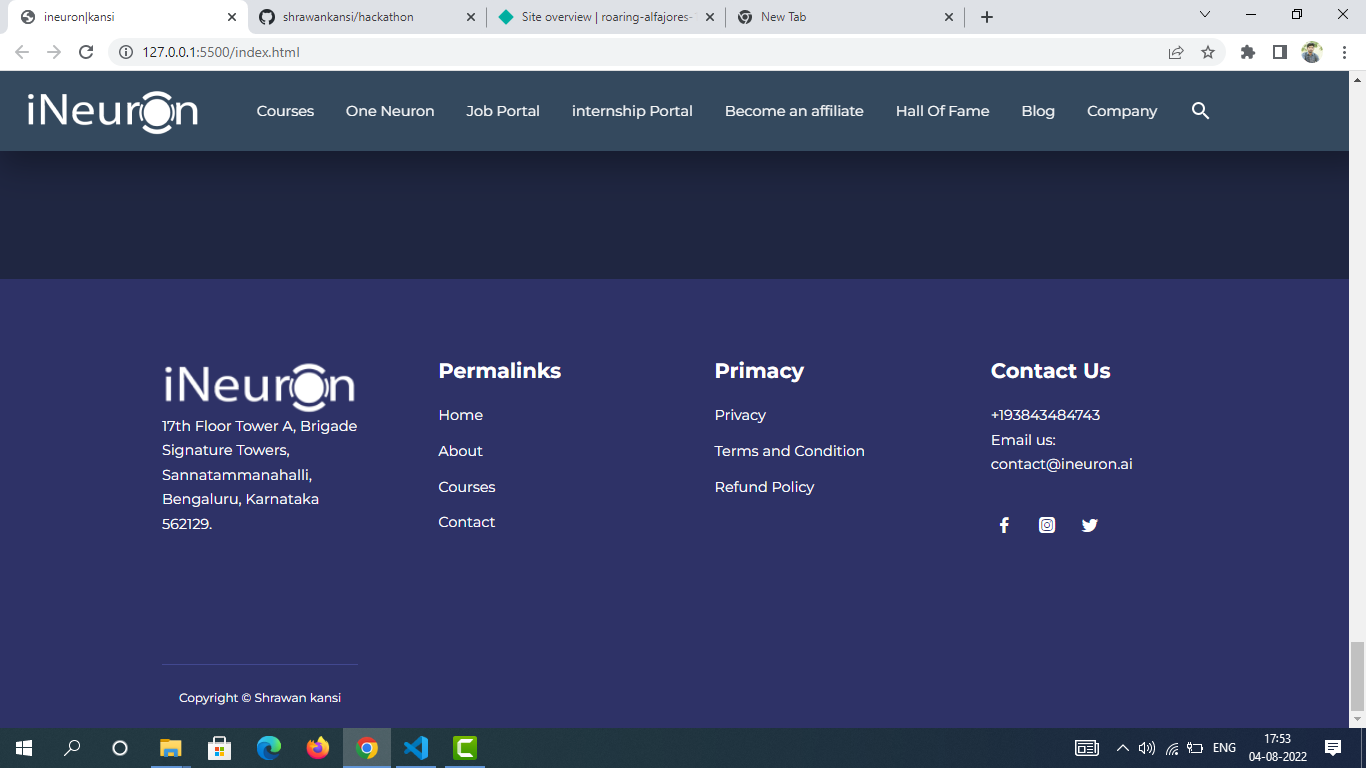 ineuron|kansi
shrawankansi/hackathon
Site overview | roaring-alfajores-
New Tab
127.0.0.1:5500/index.html
iNeuron
Courses
One Neuron
Job Portal
internship Portal
Become an affiliate
Hall Of Fame
Blog
Company
iNeuron
17th Floor Tower A, Brigade
Signature Towers,
Sannatammanahalli,
Bengaluru, Karnataka
562129.
Permalinks
Home
About
Courses
Contact
Primacy
Privacy
Terms and Condition
Refund Policy
Contact Us
+193843484743
Email us:
contact@ineuron.ai
Copyright © Shrawan kansi
ENG
17:53
04-08-2022